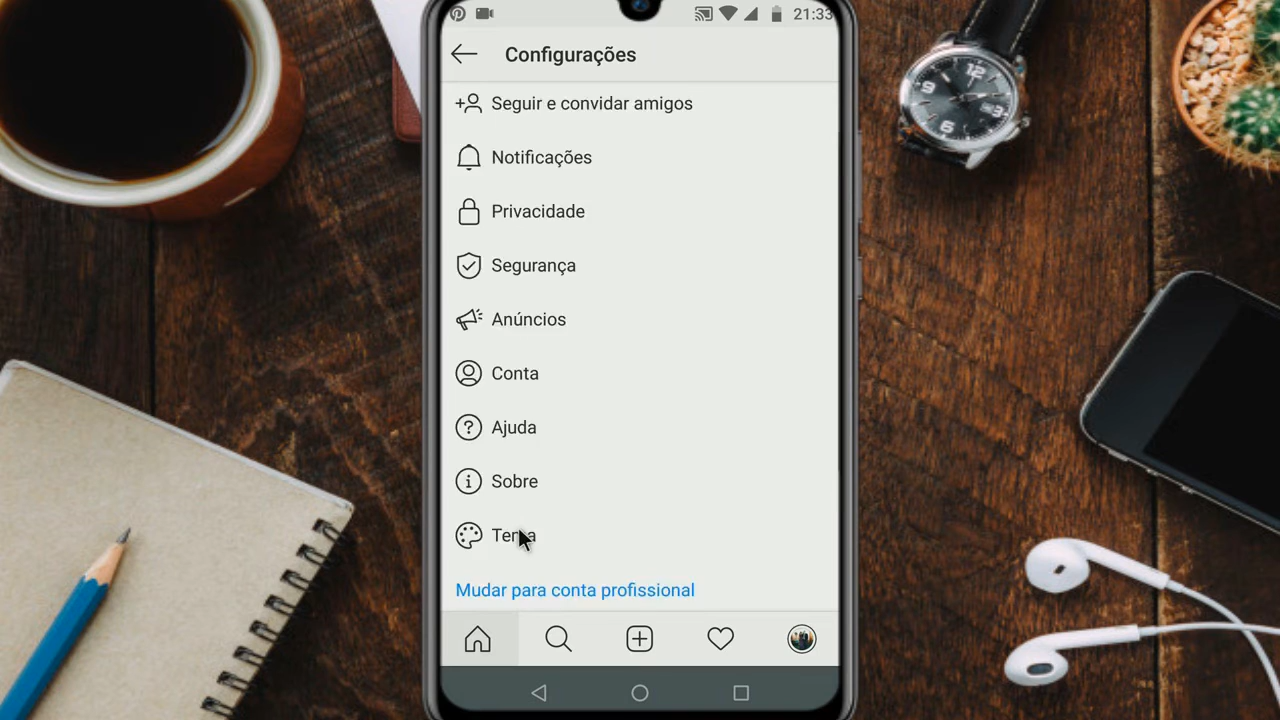 21:33
Configurações
Seguir e convidar amigos
Notificações
Privacidade
Segurança
Anúncios
Conta
Ajuda
Sobre
Tema
Mudar para conta profissional